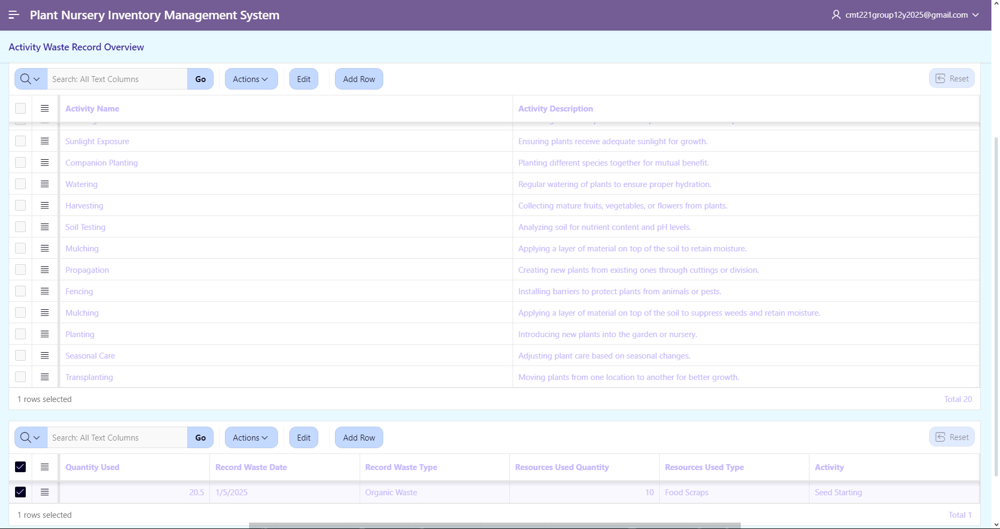 Plant Nursery Inventory Management System
cmt221group12y2025@gmail.com
Activity Waste Record Overview
Search: All Text Columns Go Actions Edit Add Row Reset
Activity Name Activity Description
Sunlight Exposure Ensuring plants receive adequate sunlight for growth.
Companion Planting Planting different species together for mutual benefit.
Watering Regular watering of plants to ensure proper hydration.
Harvesting Collecting mature fruits, vegetables, or flowers from plants.
Soil Testing Analyzing soil for nutrient content and pH levels.
Mulching Applying a layer of material on top of the soil to retain moisture.
Propagation Creating new plants from existing ones through cuttings or division.
Fencing Installing barriers to protect plants from animals or pests.
Mulching Applying a layer of material on top of the soil to suppress weeds and retain moisture.
Planting Introducing new plants into the garden or nursery.
Seasonal Care Adjusting plant care based on seasonal changes.
Transplanting Moving plants from one location to another for better growth.
1 rows selected Total 20
Search: All Text Columns Go Actions Edit Add Row Reset
Quantity Used Record Waste Date Record Waste Type Resources Used Quantity Resources Used Type Activity
20.5 1/5/2025 Organic Waste 10 Food Scraps Seed Starting
1 rows selected Total 1